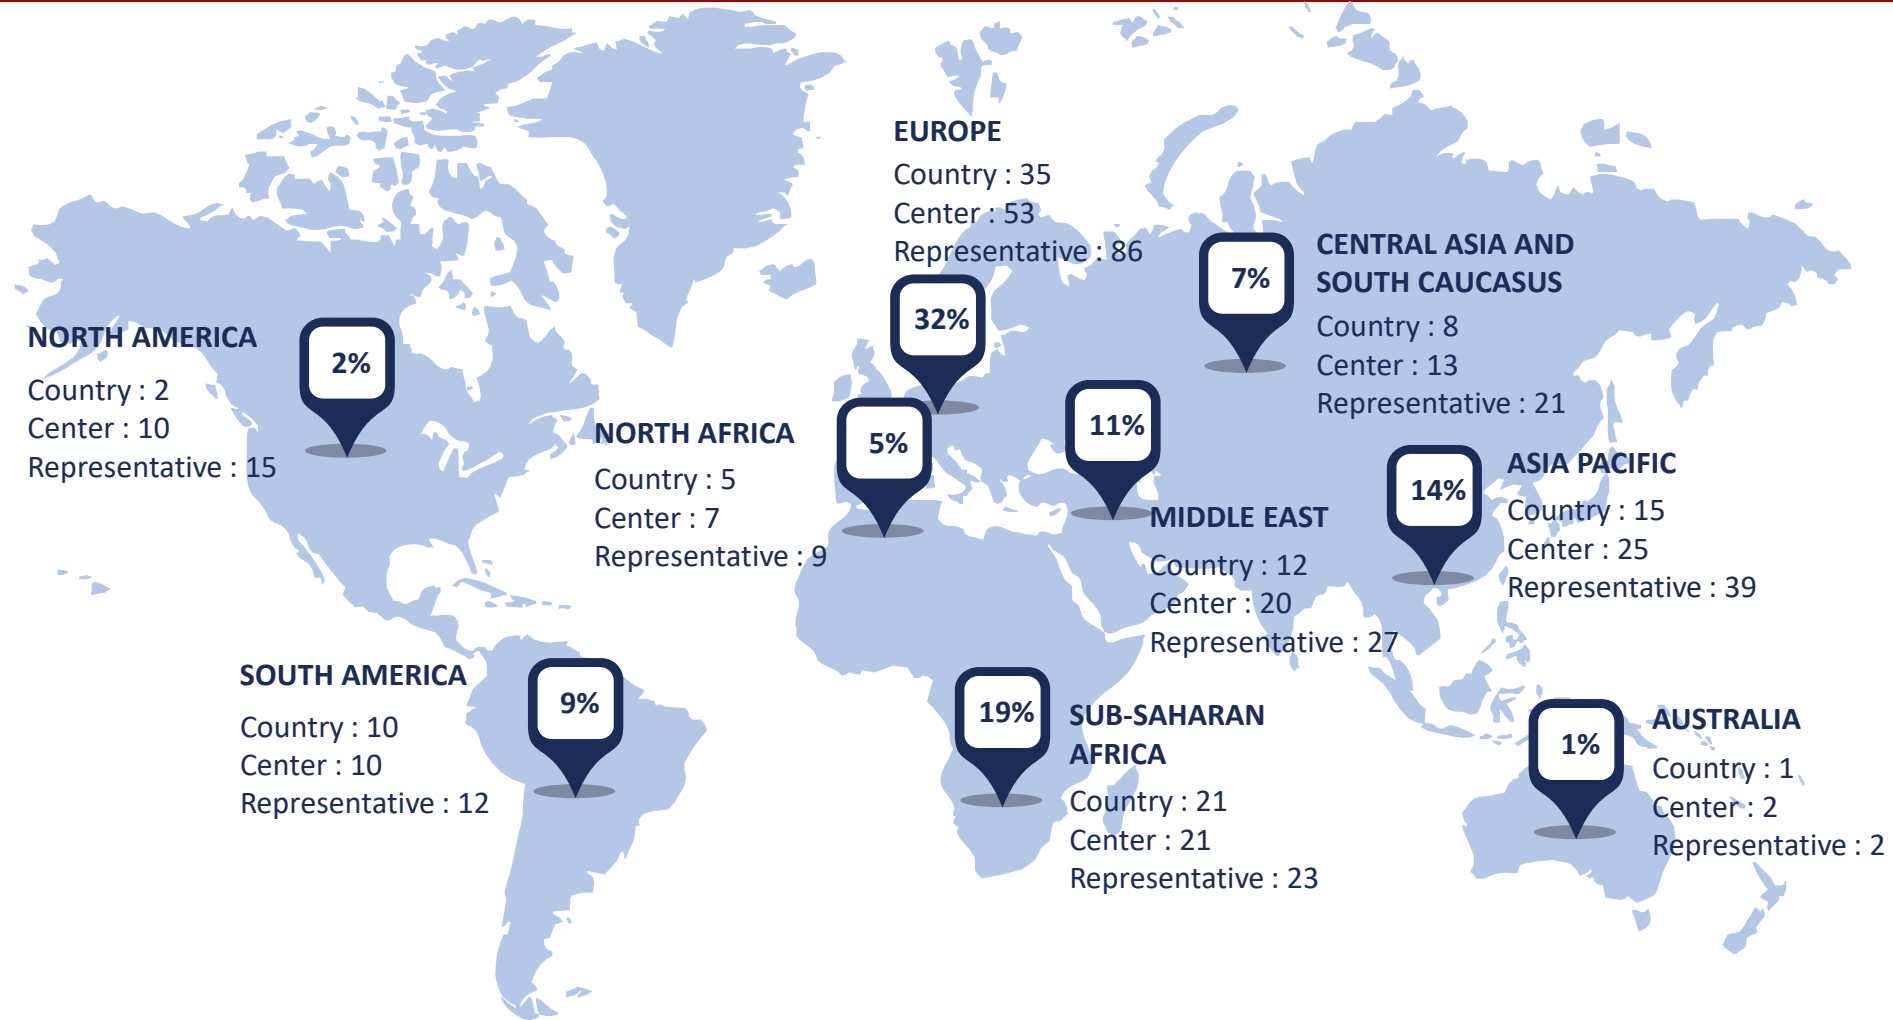 EUROPE
Country : 35
Center : 53
Representative : 86
32%
7%
CENTRAL ASIA AND
SOUTH CAUCASUS
Country : 8
Center : 13
Representative : 21
NORTH AMERICA
Country : 2
Center : 10
Representative : 15
2%
NORTH AFRICA
Country : 5
Center : 7
Representative : 9
5%
11%
MIDDLE EAST
Country : 12
Center : 20
Representative : 27
14%
ASIA PACIFIC
Country : 15
Center : 25
Representative : 39
SOUTH AMERICA
Country : 10
Center : 10
Representative : 12
9%
19%
SUB-SAHARAN
AFRICA
Country : 21
Center : 21
Representative : 23
1%
AUSTRALIA
Country : 1
Center : 2
Representative : 2